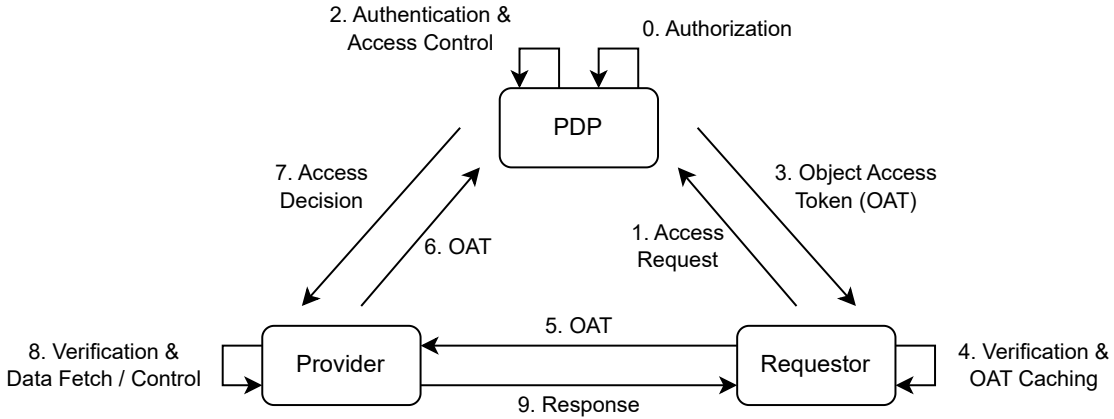 2. Authentication &
Access Control
0. Authorization
PDP
7. Access
Decision
3. Object Access
Token (OAT)
6. OAT
1. Access
Request
5. OAT
8. Verification &
Data Fetch / Control
Provider
Requestor
4. Verification &
OAT Caching
9. Response